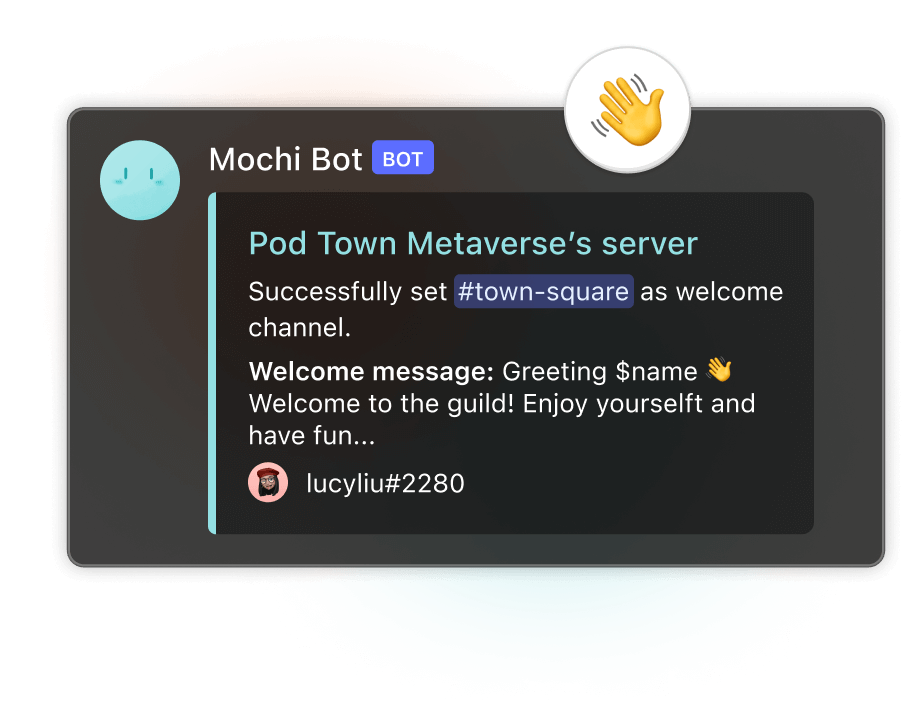 Mochi Bot BOT
Pod Town Metaverse’s server
Successfully set #town-square as welcome
channel.
Welcome message: Greeting $name 👋
Welcome to the guild! Enjoy yourselft and
have fun...
lucyliu#2280